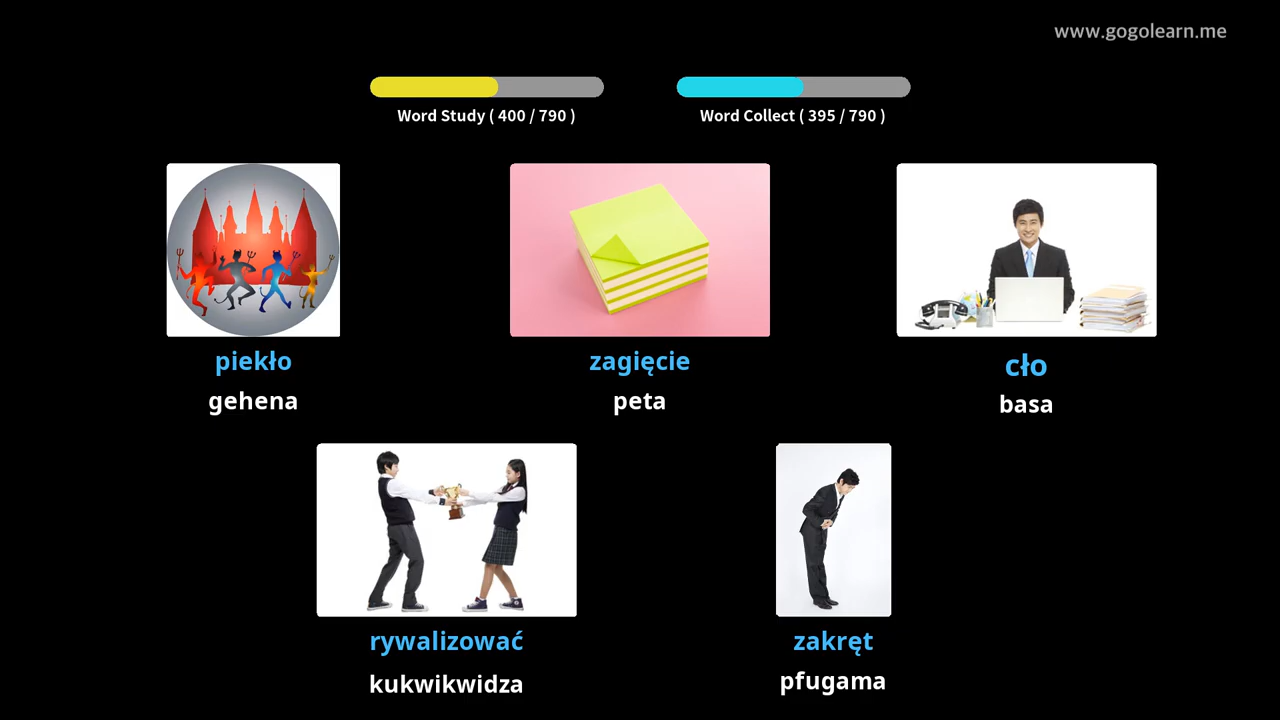 www.gogolearn.me
Word Study ( 400 / 790 )
Word Collect ( 395 / 790 )
piekło
zagięcie
cło
gehena
peta
basa
rywalizować
zakręt
kukwikwidza
pfugama